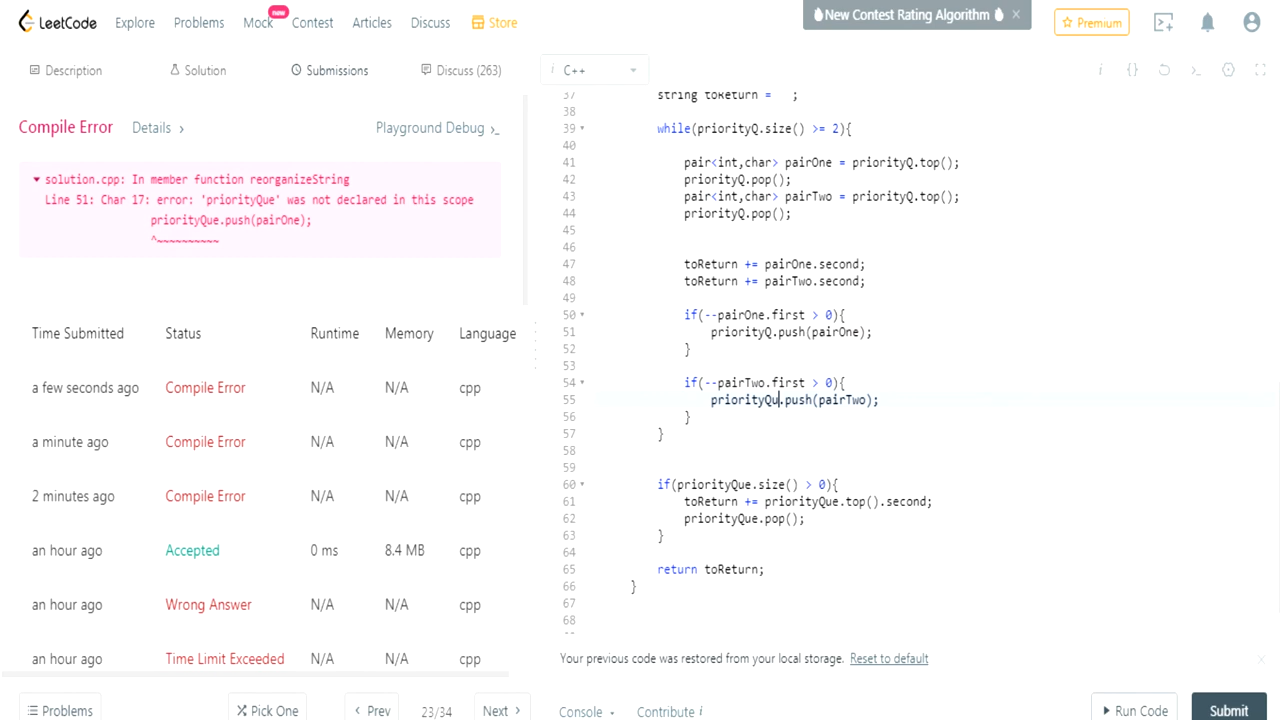 LeetCode Explore Problems Mock new Contest Articles Discuss Store
New Contest Rating Algorithm ×
Premium
Description Solution Submissions Discuss (263)
i C++
Compile Error Details › Playground Debug >_
solution.cpp: In member function reorganizeString
Line 51: Char 17: error: 'priorityQue' was not declared in this scope
priorityQue.push(pairOne);
^~~~~~~~~~~
Time Submitted Status Runtime Memory Language
a few seconds ago Compile Error N/A N/A cpp
a minute ago Compile Error N/A N/A cpp
2 minutes ago Compile Error N/A N/A cpp
an hour ago Accepted 0 ms 8.4 MB cpp
an hour ago Wrong Answer N/A N/A cpp
an hour ago Time Limit Exceeded N/A N/A cpp
37 string toReturn = ;
38
39 while(priorityQ.size() >= 2){
40
41 pair<int,char> pairOne = priorityQ.top();
42 priorityQ.pop();
43 pair<int,char> pairTwo = priorityQ.top();
44 priorityQ.pop();
45
46
47 toReturn += pairOne.second;
48 toReturn += pairTwo.second;
49
50 if(--pairOne.first > 0){
51 priorityQ.push(pairOne);
52 }
53
54 if(--pairTwo.first > 0){
55 priorityQu.push(pairTwo);
56 }
57 }
58
59
60 if(priorityQue.size() > 0){
61 toReturn += priorityQue.top().second;
62 priorityQue.pop();
63 }
64
65 return toReturn;
66 }
67
68
Your previous code was restored from your local storage. Reset to default
Problems Pick One ‹ Prev 23/34 Next ›
Console Contribute i Run Code Submit